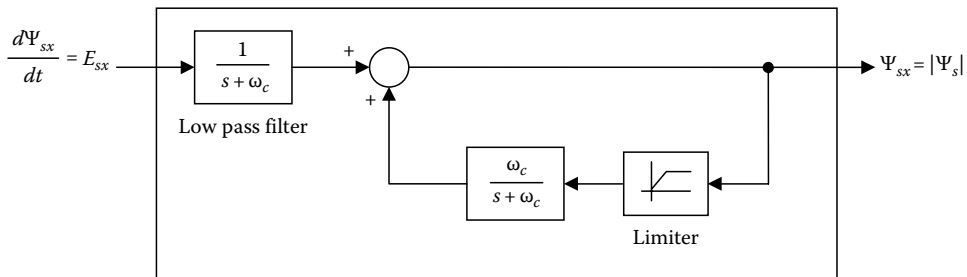 dΨsx/dt = Esx
1/(s + ωc)
Low pass filter
+
+
Ψsx = |Ψs|
ωc/(s + ωc)
Limiter